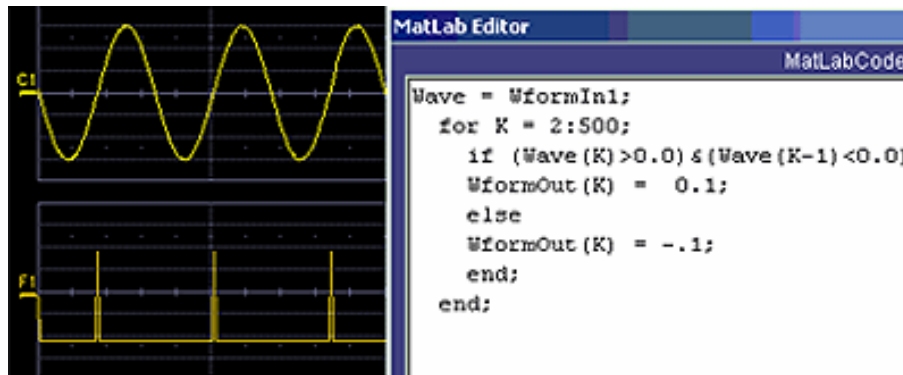 C1
F1
MatLab Editor
MatLabCode
Wave = WformIn1;
for K = 2:500;
if (Wave(K)>0.0)&(Wave(K-1)<0.0)
WformOut(K) =  0.1;
else
WformOut(K) = -.1;
end;
end;